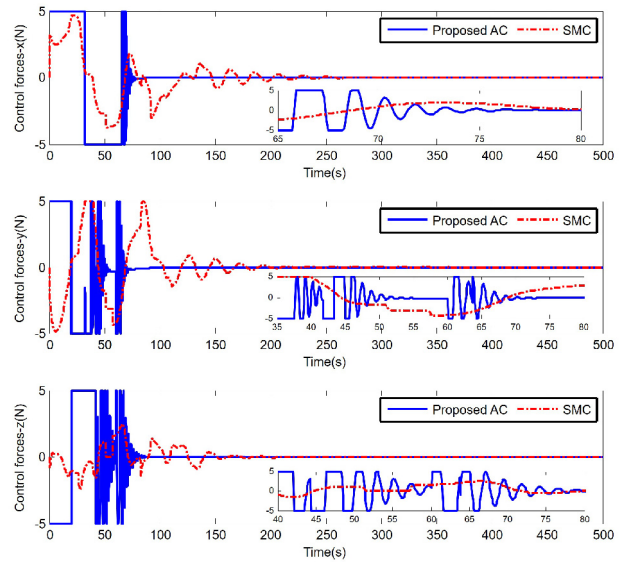 Control forces-x(N)
5
0
-5
Proposed AC
SMC
5
0
-5
65 70 75 80
0 50 100 150 200 250 300 350 400 450 500
Time(s)
Control forces-y(N)
5
0
-5
Proposed AC
SMC
5
0
-5
35 40 45 50 55 60 65 70 75 80
0 50 100 150 200 250 300 350 400 450 500
Time(s)
Control forces-z(N)
5
0
-5
Proposed AC
SMC
5
0
-5
40 45 50 55 60 65 70 75 80
0 50 100 150 200 250 300 350 400 450 500
Time(s)